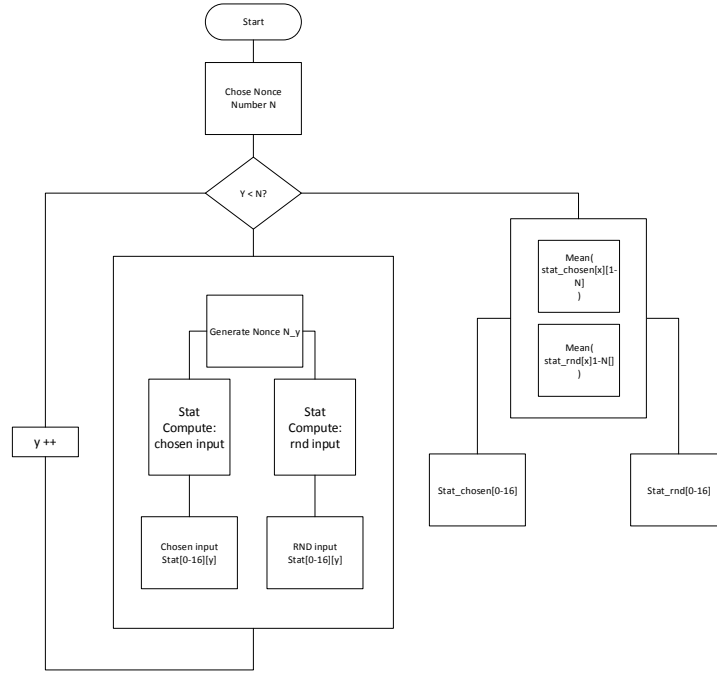 Start
Chose Nonce
Number N
Y < N?
Generate Nonce N_y
Stat
Compute:
chosen input
Stat
Compute:
rnd input
Chosen input
Stat[0-16][y]
RND input
Stat[0-16][y]
y ++
Mean(
stat_chosen[x][1-
N]
)
Mean(
stat_rnd[x]1-N[]
)
Stat_chosen[0-16]
Stat_rnd[0-16]